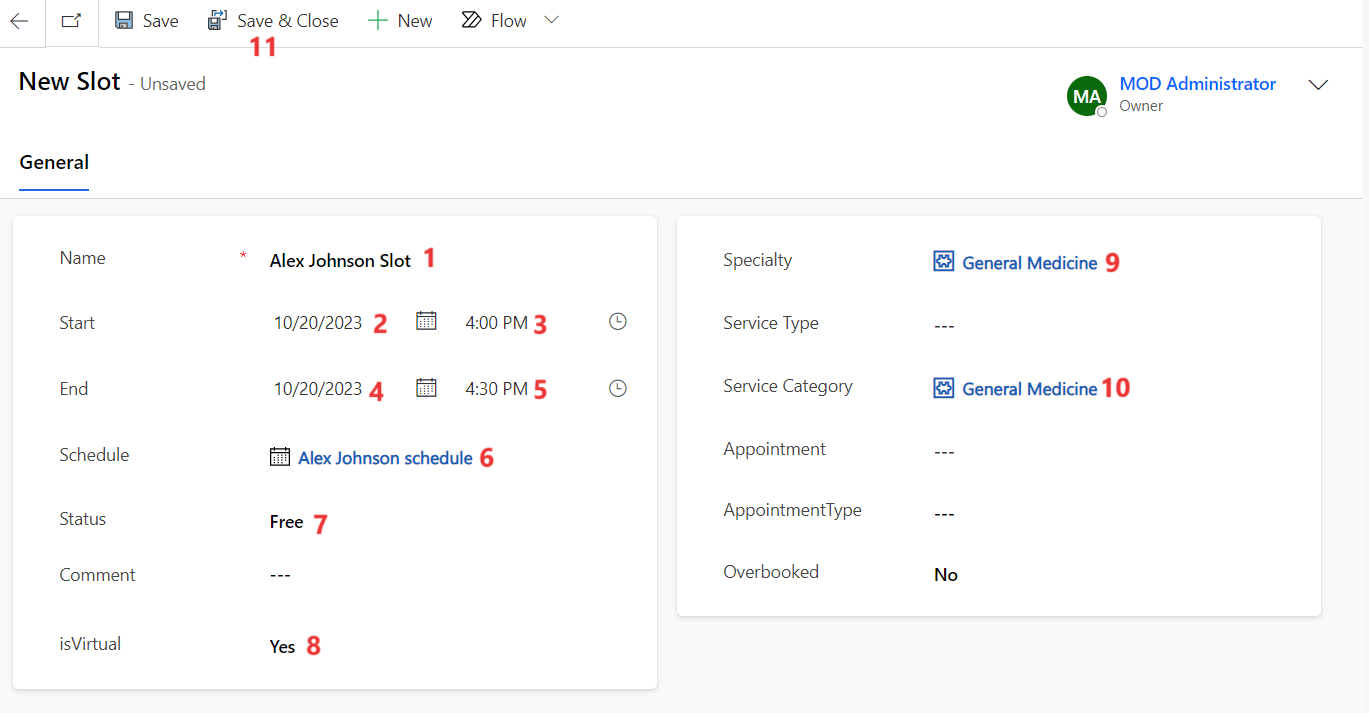 Save Save & Close New Flow
11
New Slot - Unsaved
MA MOD Administrator
Owner
General
Name * Alex Johnson Slot 1
Start 10/20/2023 2 4:00 PM 3
End 10/20/2023 4 4:30 PM 5
Schedule Alex Johnson schedule 6
Status Free 7
Comment ---
isVirtual Yes 8
Specialty General Medicine 9
Service Type ---
Service Category General Medicine 10
Appointment ---
AppointmentType ---
Overbooked No